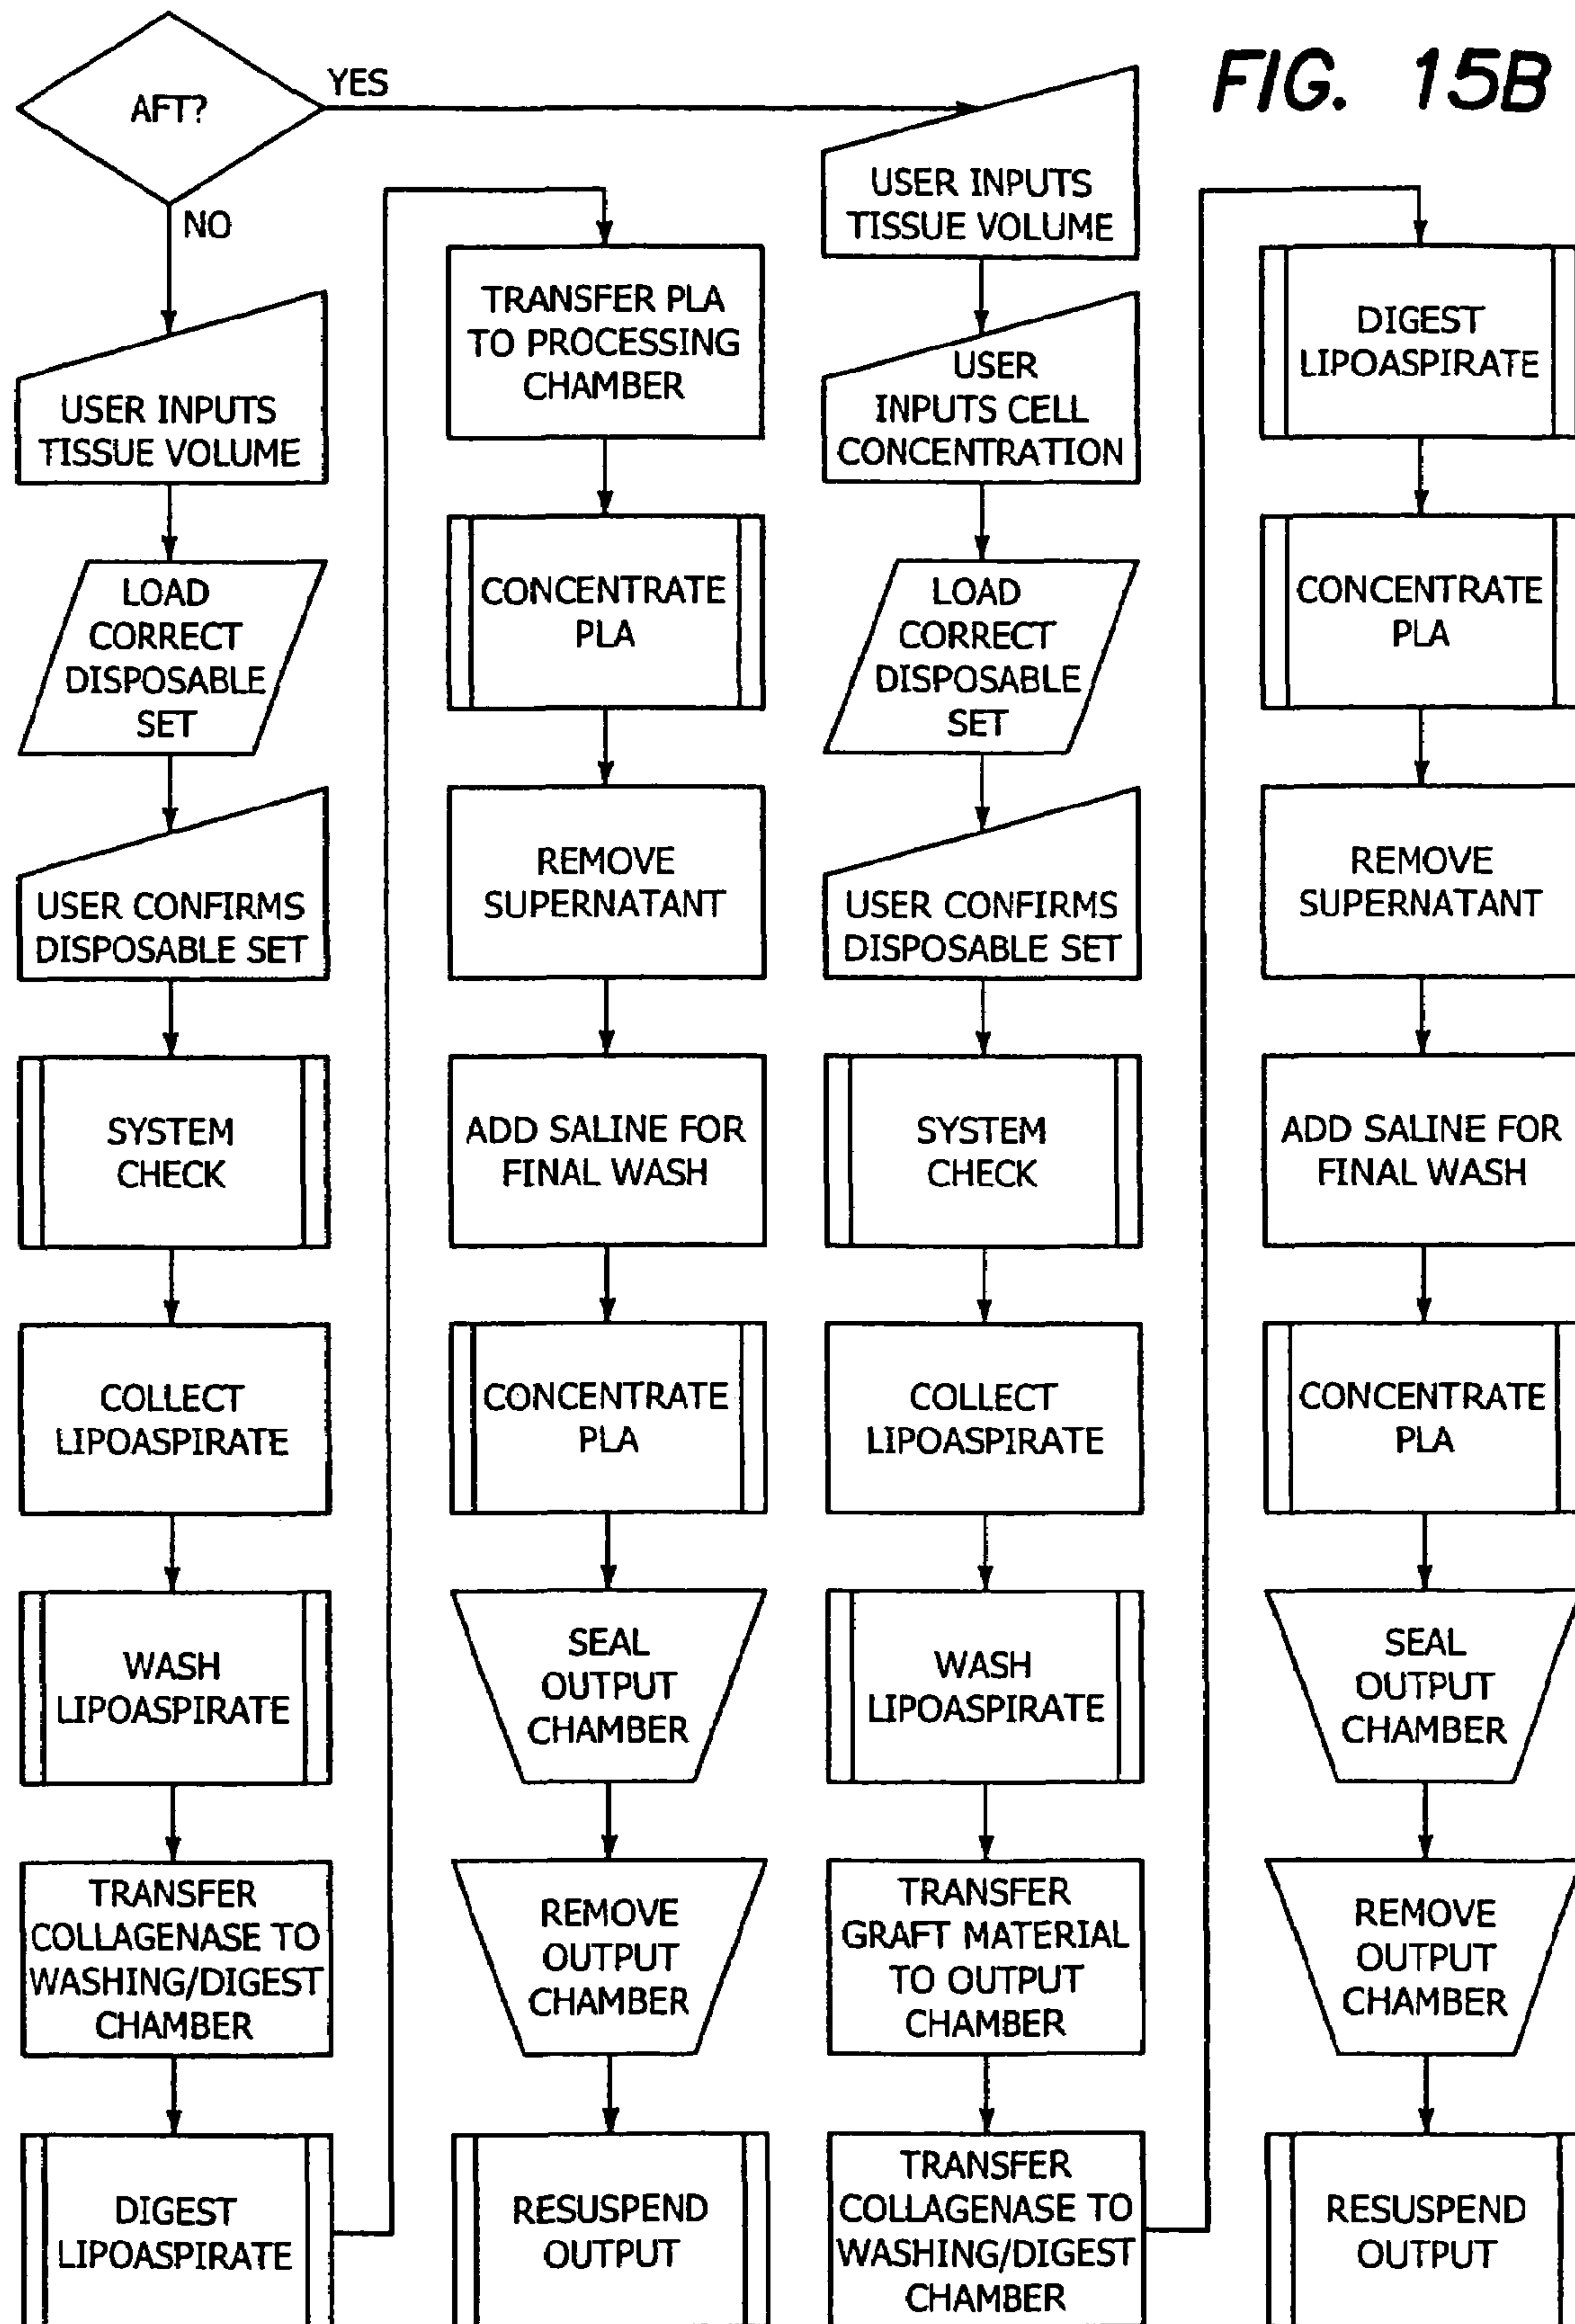 FIG. 15B
AFT?
YES
NO
USER INPUTS
TISSUE VOLUME
LOAD
CORRECT
DISPOSABLE
SET
USER CONFIRMS
DISPOSABLE SET
SYSTEM
CHECK
COLLECT
LIPOASPIRATE
WASH
LIPOASPIRATE
TRANSFER
COLLAGENASE TO
WASHING/DIGEST
CHAMBER
DIGEST
LIPOASPIRATE
TRANSFER PLA
TO PROCESSING
CHAMBER
CONCENTRATE
PLA
REMOVE
SUPERNATANT
ADD SALINE FOR
FINAL WASH
CONCENTRATE
PLA
SEAL
OUTPUT
CHAMBER
REMOVE
OUTPUT
CHAMBER
RESUSPEND
OUTPUT
USER INPUTS
TISSUE VOLUME
USER
INPUTS CELL
CONCENTRATION
LOAD
CORRECT
DISPOSABLE
SET
USER CONFIRMS
DISPOSABLE SET
SYSTEM
CHECK
COLLECT
LIPOASPIRATE
WASH
LIPOASPIRATE
TRANSFER
GRAFT MATERIAL
TO OUTPUT
CHAMBER
TRANSFER
COLLAGENASE TO
WASHING/DIGEST
CHAMBER
DIGEST
LIPOASPIRATE
CONCENTRATE
PLA
REMOVE
SUPERNATANT
ADD SALINE FOR
FINAL WASH
CONCENTRATE
PLA
SEAL
OUTPUT
CHAMBER
REMOVE
OUTPUT
CHAMBER
RESUSPEND
OUTPUT